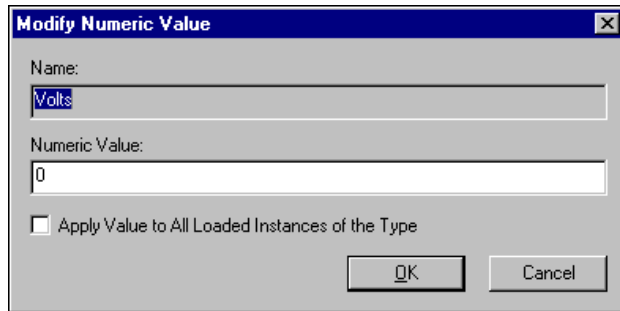 Modify Numeric Value
Name:
Volts
Numeric Value:
0
Apply Value to All Loaded Instances of the Type
OK Cancel